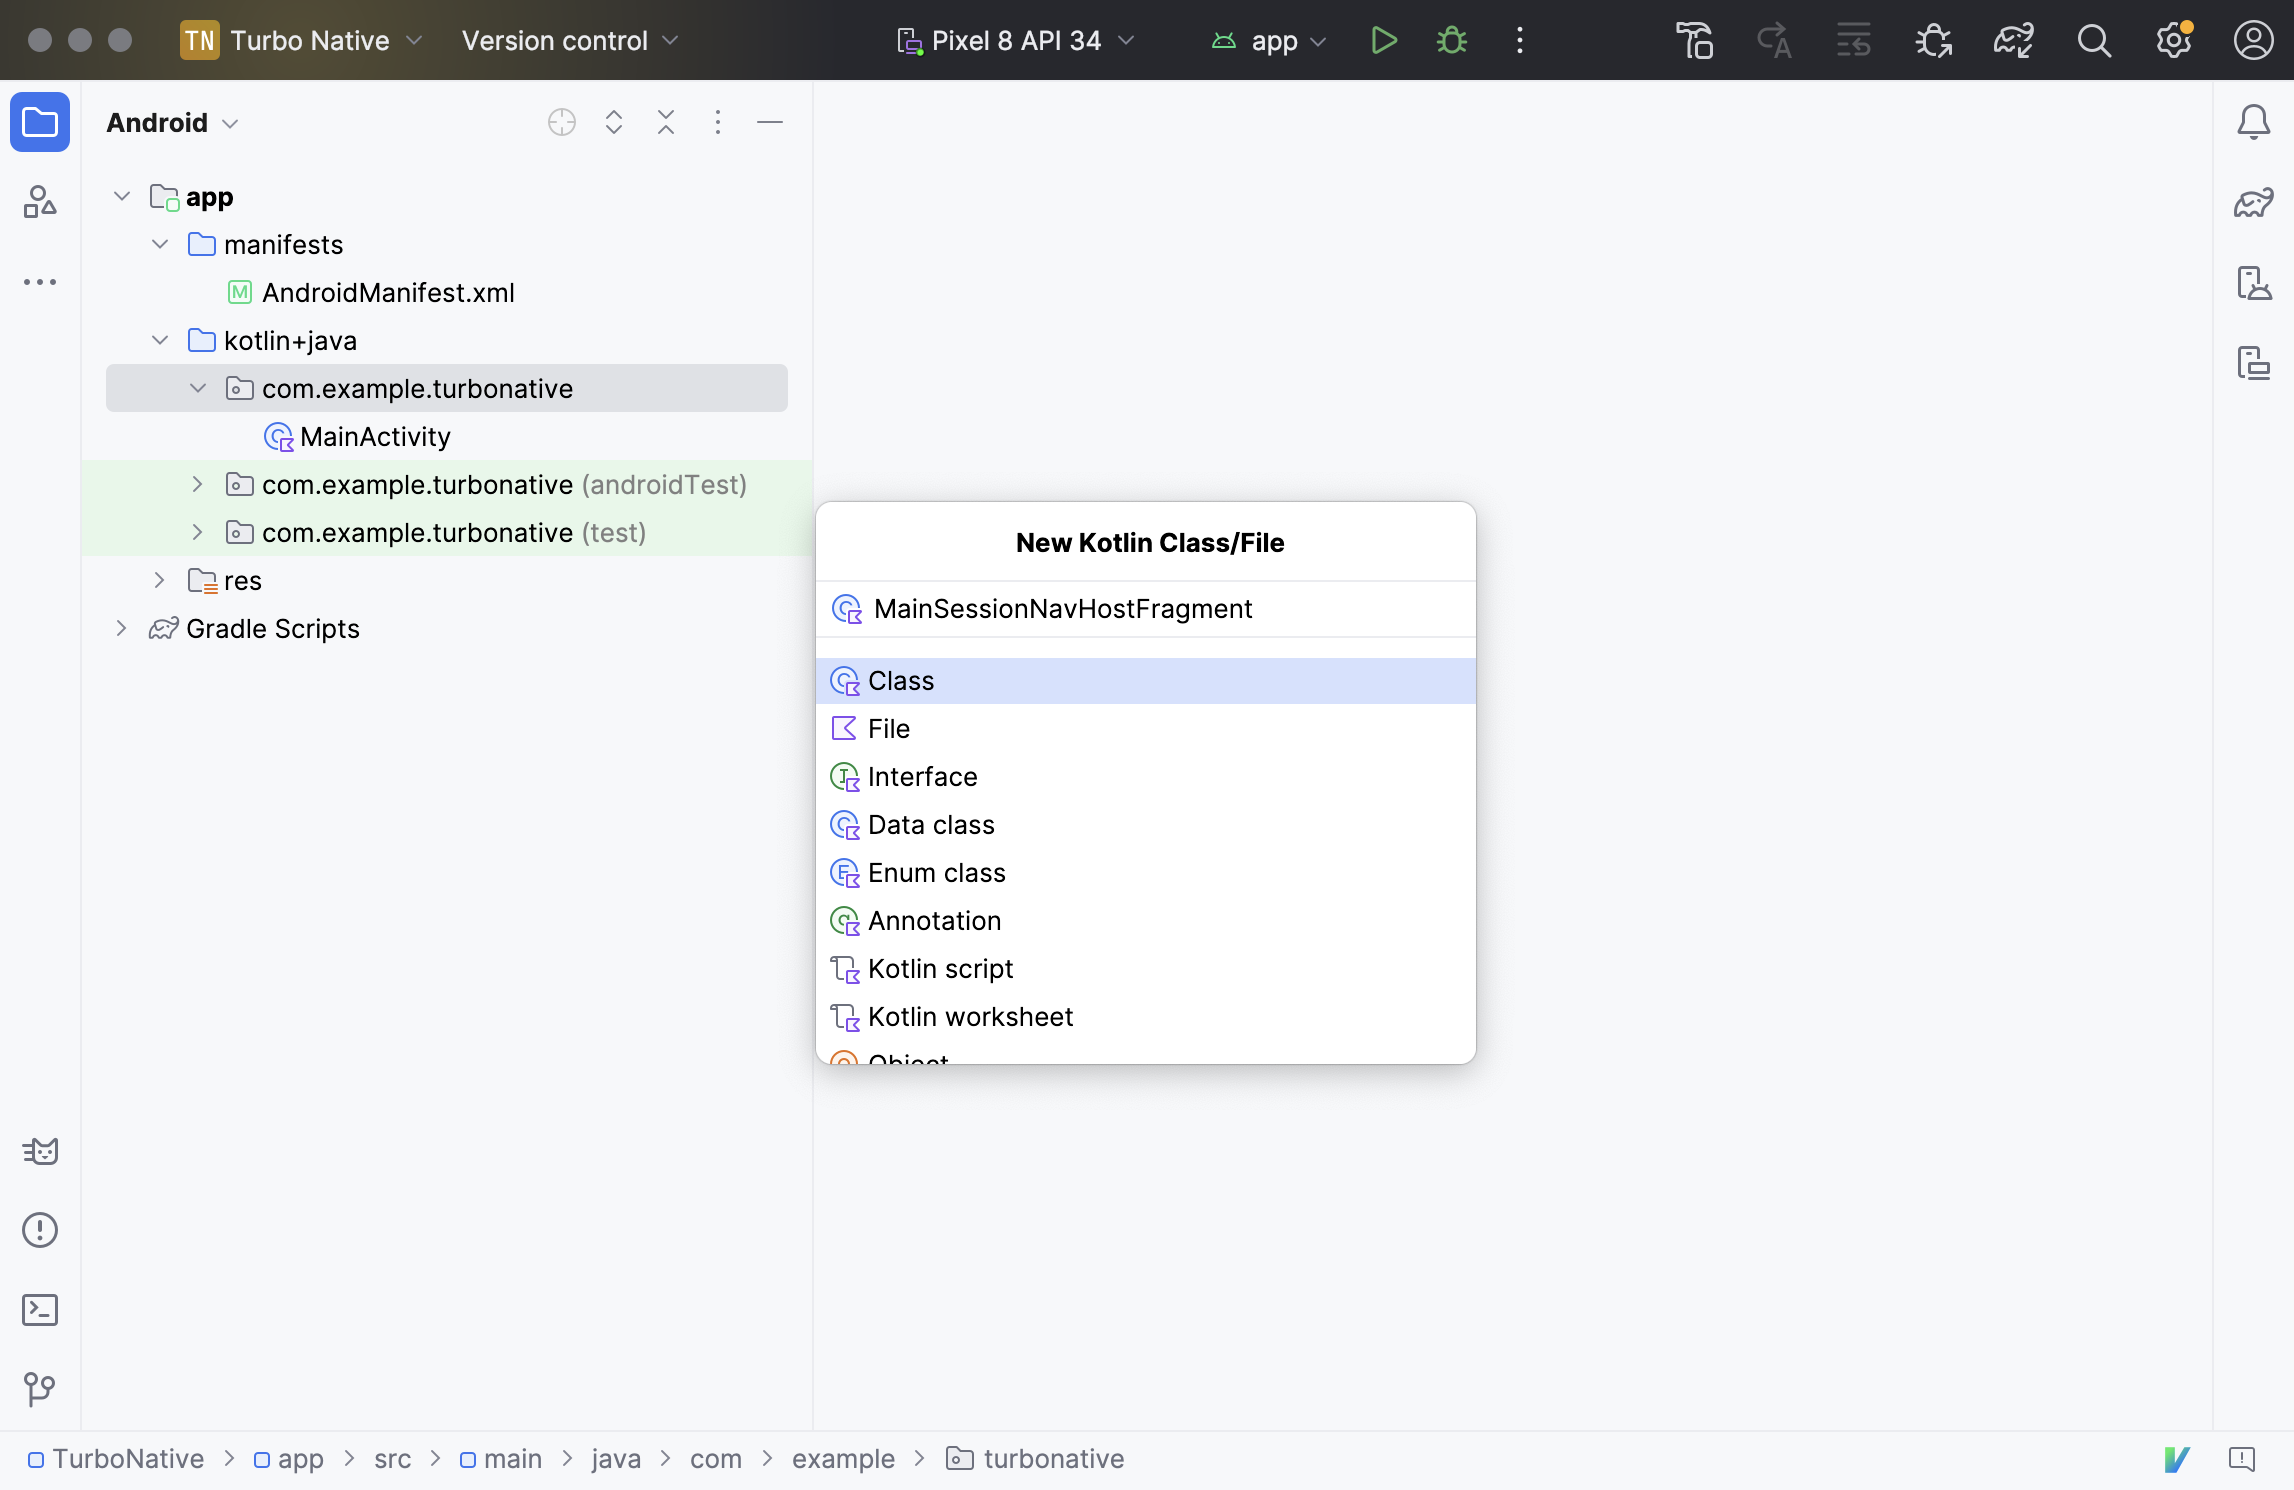 TN Turbo Native Version control Pixel 8 API 34 app
Android
app
manifests
AndroidManifest.xml
kotlin+java
com.example.turbonative
MainActivity
com.example.turbonative (androidTest)
com.example.turbonative (test)
res
Gradle Scripts
New Kotlin Class/File
MainSessionNavHostFragment
Class
File
Interface
Data class
Enum class
Annotation
Kotlin script
Kotlin worksheet
Object
TurboNative > app > src > main > java > com > example > turbonative